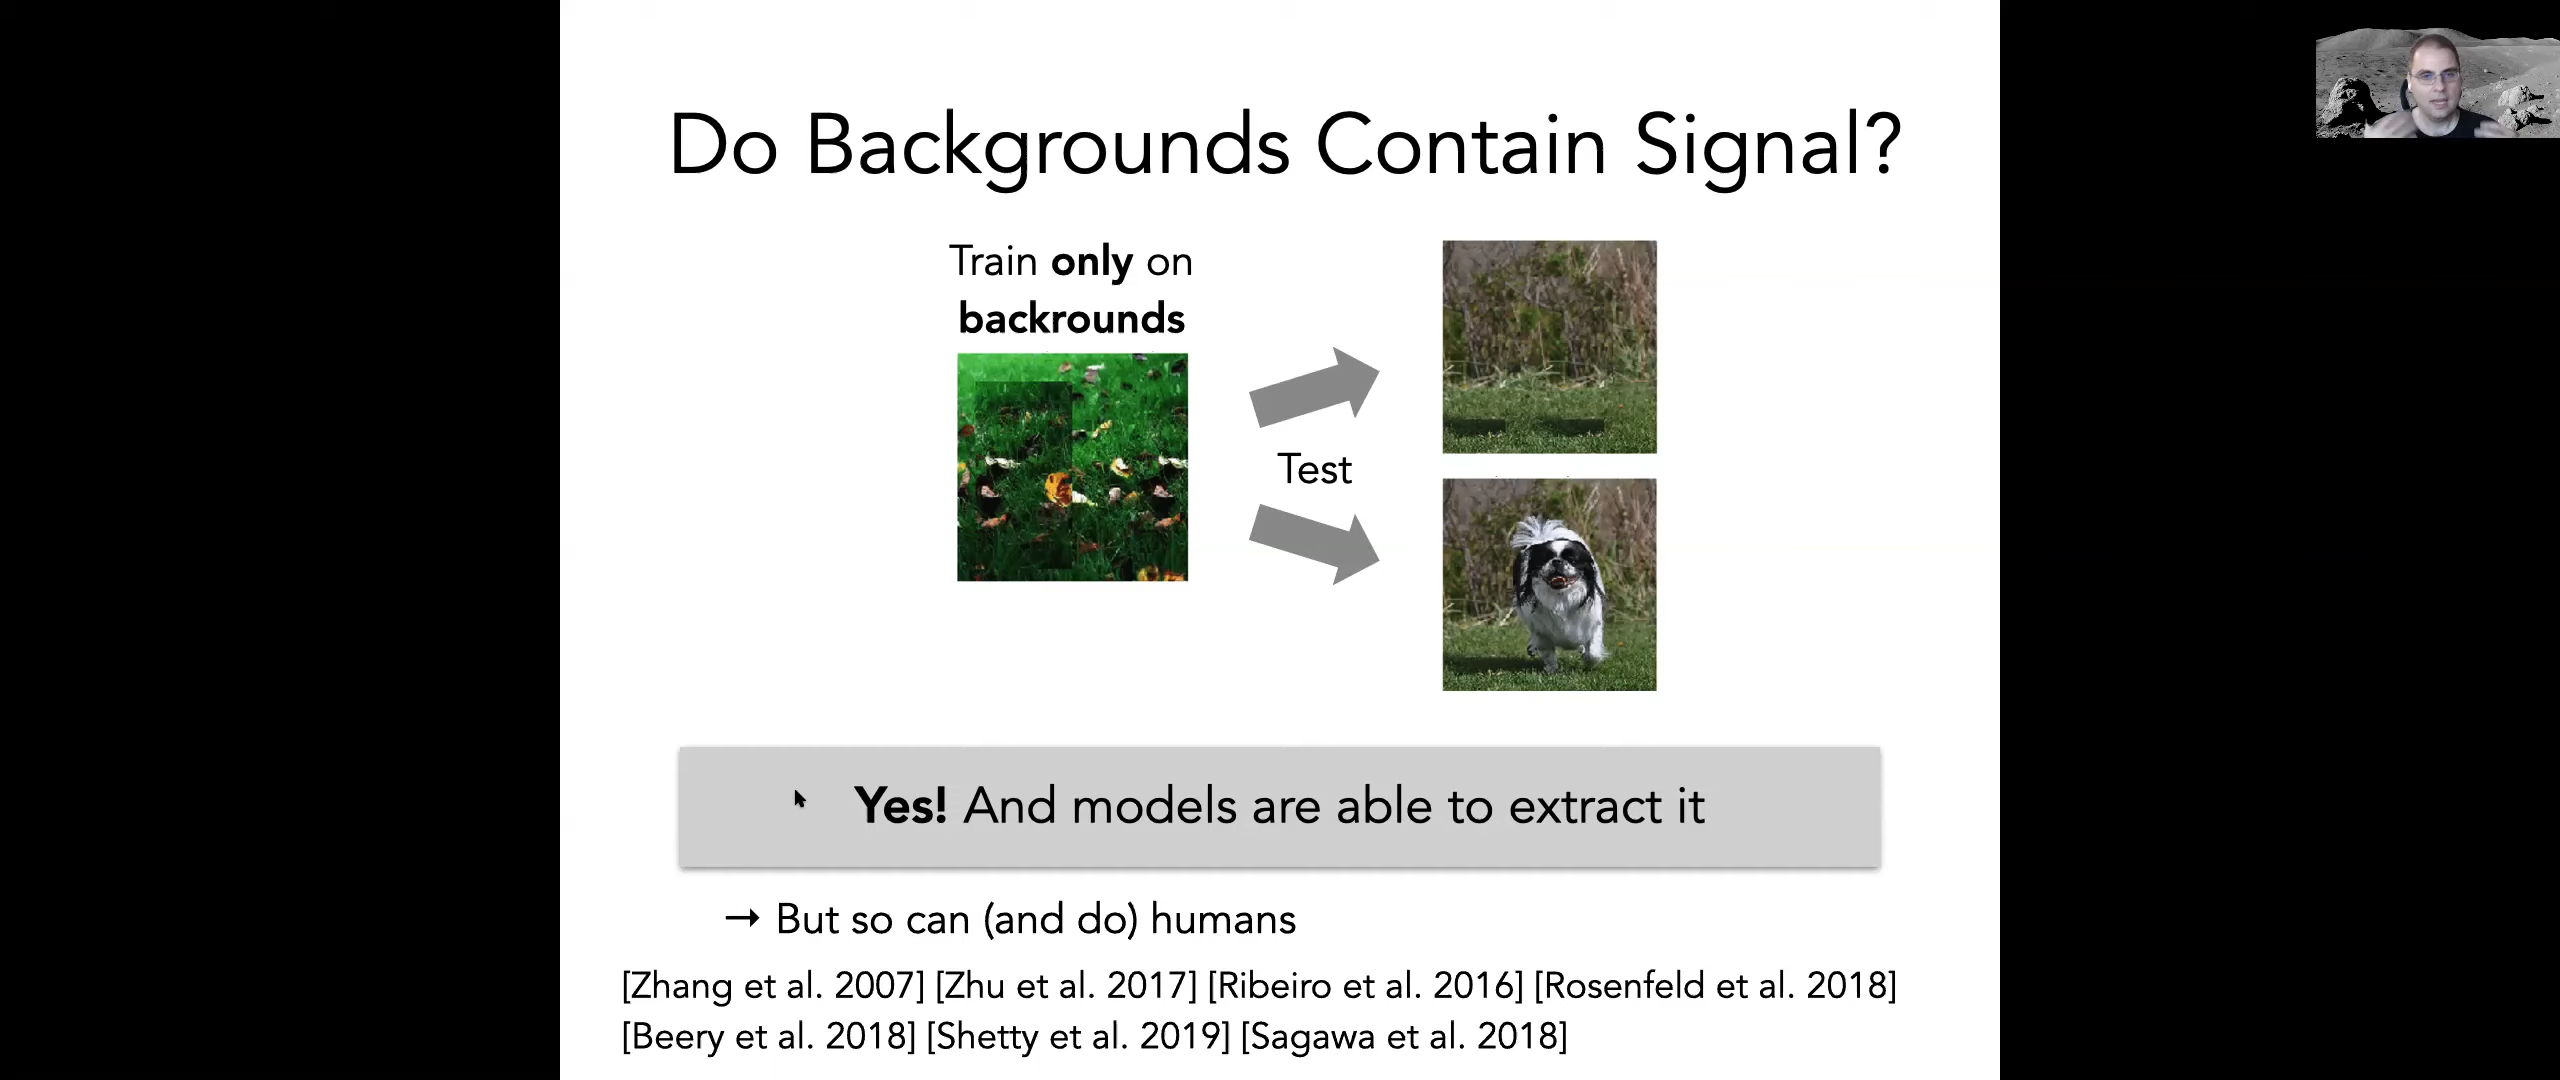 Do Backgrounds Contain Signal?
Train only on
backrounds
Test
Yes! And models are able to extract it
→ But so can (and do) humans
[Zhang et al. 2007] [Zhu et al. 2017] [Ribeiro et al. 2016] [Rosenfeld et al. 2018]
[Beery et al. 2018] [Shetty et al. 2019] [Sagawa et al. 2018]